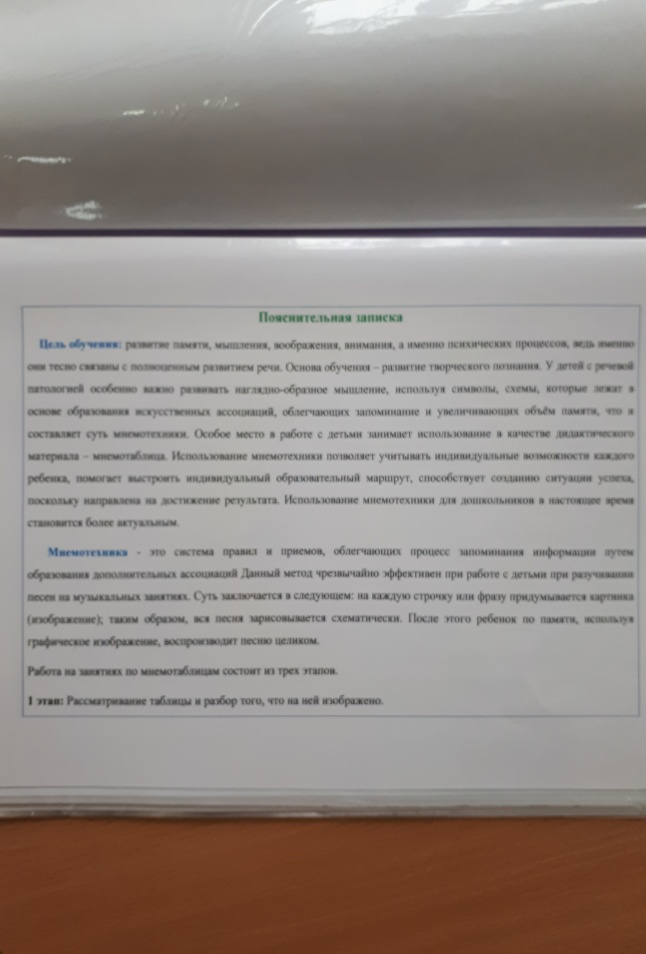 Пояснительная записка
Цель обучения: развитие памяти, мышления, воображения, внимания, а именно психических процессов, ведь именно
они тесно связаны с полноценным развитием речи. Основа обучения – развитие творческого познания. У детей с речевой
патологией особенно важно развивать наглядно-образное мышление, используя символы, схемы, которые лежат в
основе образования искусственных ассоциаций, облегчающих запоминание и увеличивающих объём памяти, что и
составляет суть мнемотехники. Особое место в работе с детьми занимает использование в качестве дидактического
материала – мнемотаблица. Использование мнемотехники позволяет учитывать индивидуальные возможности каждого
ребенка, помогает выстроить индивидуальный образовательный маршрут, способствует созданию ситуации успеха,
поскольку направлена на достижение результата. Использование мнемотехники для дошкольников в настоящее время
становится более актуальным.
Мнемотехника - это система правил и приемов, облегчающих процесс запоминания информации путем
образования дополнительных ассоциаций Данный метод чрезвычайно эффективен при работе с детьми при разучивании
песен на музыкальных занятиях. Суть заключается в следующем: на каждую строчку или фразу придумывается картинка
(изображение); таким образом, вся песня зарисовывается схематически. После этого ребенок по памяти, используя
графическое изображение, воспроизводит песню целиком.
Работа на занятиях по мнемотаблицам состоит из трех этапов.
1 этап: Рассматривание таблицы и разбор того, что на ней изображено.